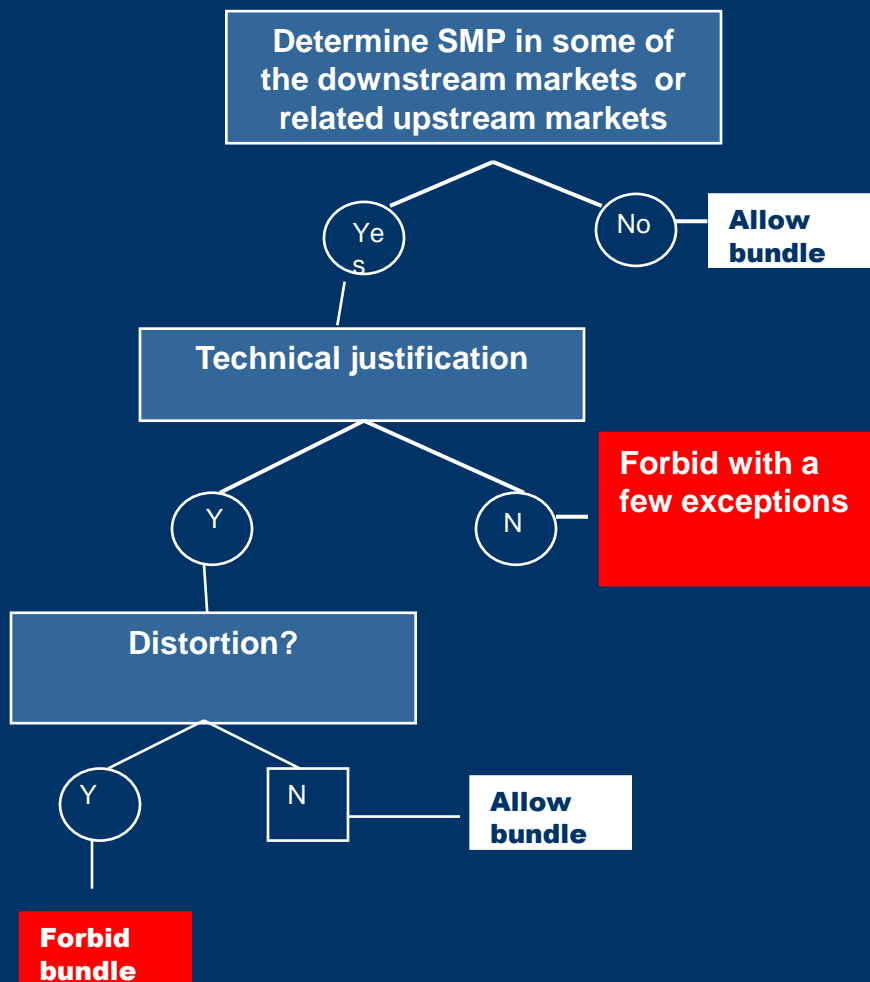 Determine SMP in some of
the downstream markets or
related upstream markets
Ye
s
No
Allow
bundle
Technical justification
Y
N
Forbid with a
few exceptions
Distortion?
Y
N
Allow
bundle
Forbid
bundle